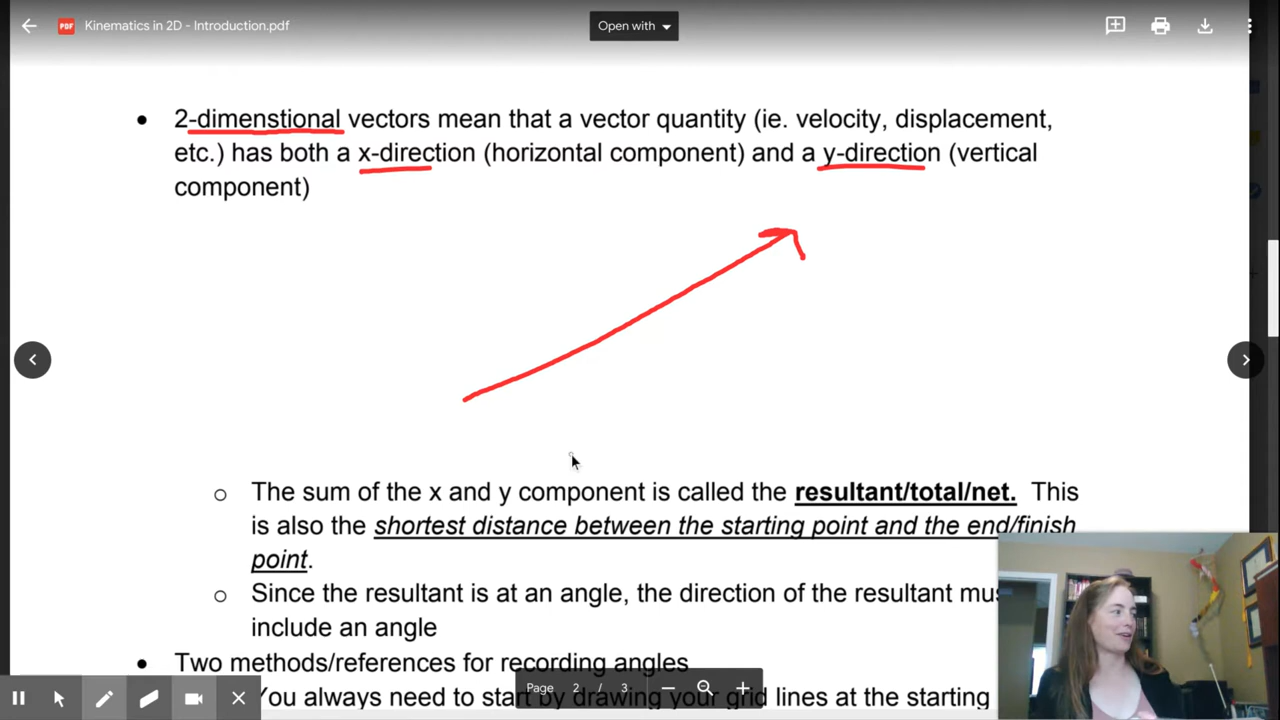 PDF Kinematics in 2D - Introduction.pdf
Open with
• 2-dimenstional vectors mean that a vector quantity (ie. velocity, displacement,
etc.) has both a x-direction (horizontal component) and a y-direction (vertical
component)
o The sum of the x and y component is called the resultant/total/net. This
is also the shortest distance between the starting point and the end/finish
point.
o Since the resultant is at an angle, the direction of the resultant
include an angle
• Two methods/references for recording angles
You always need to start by drawing your grid lines at the starting
Page 2 / 3